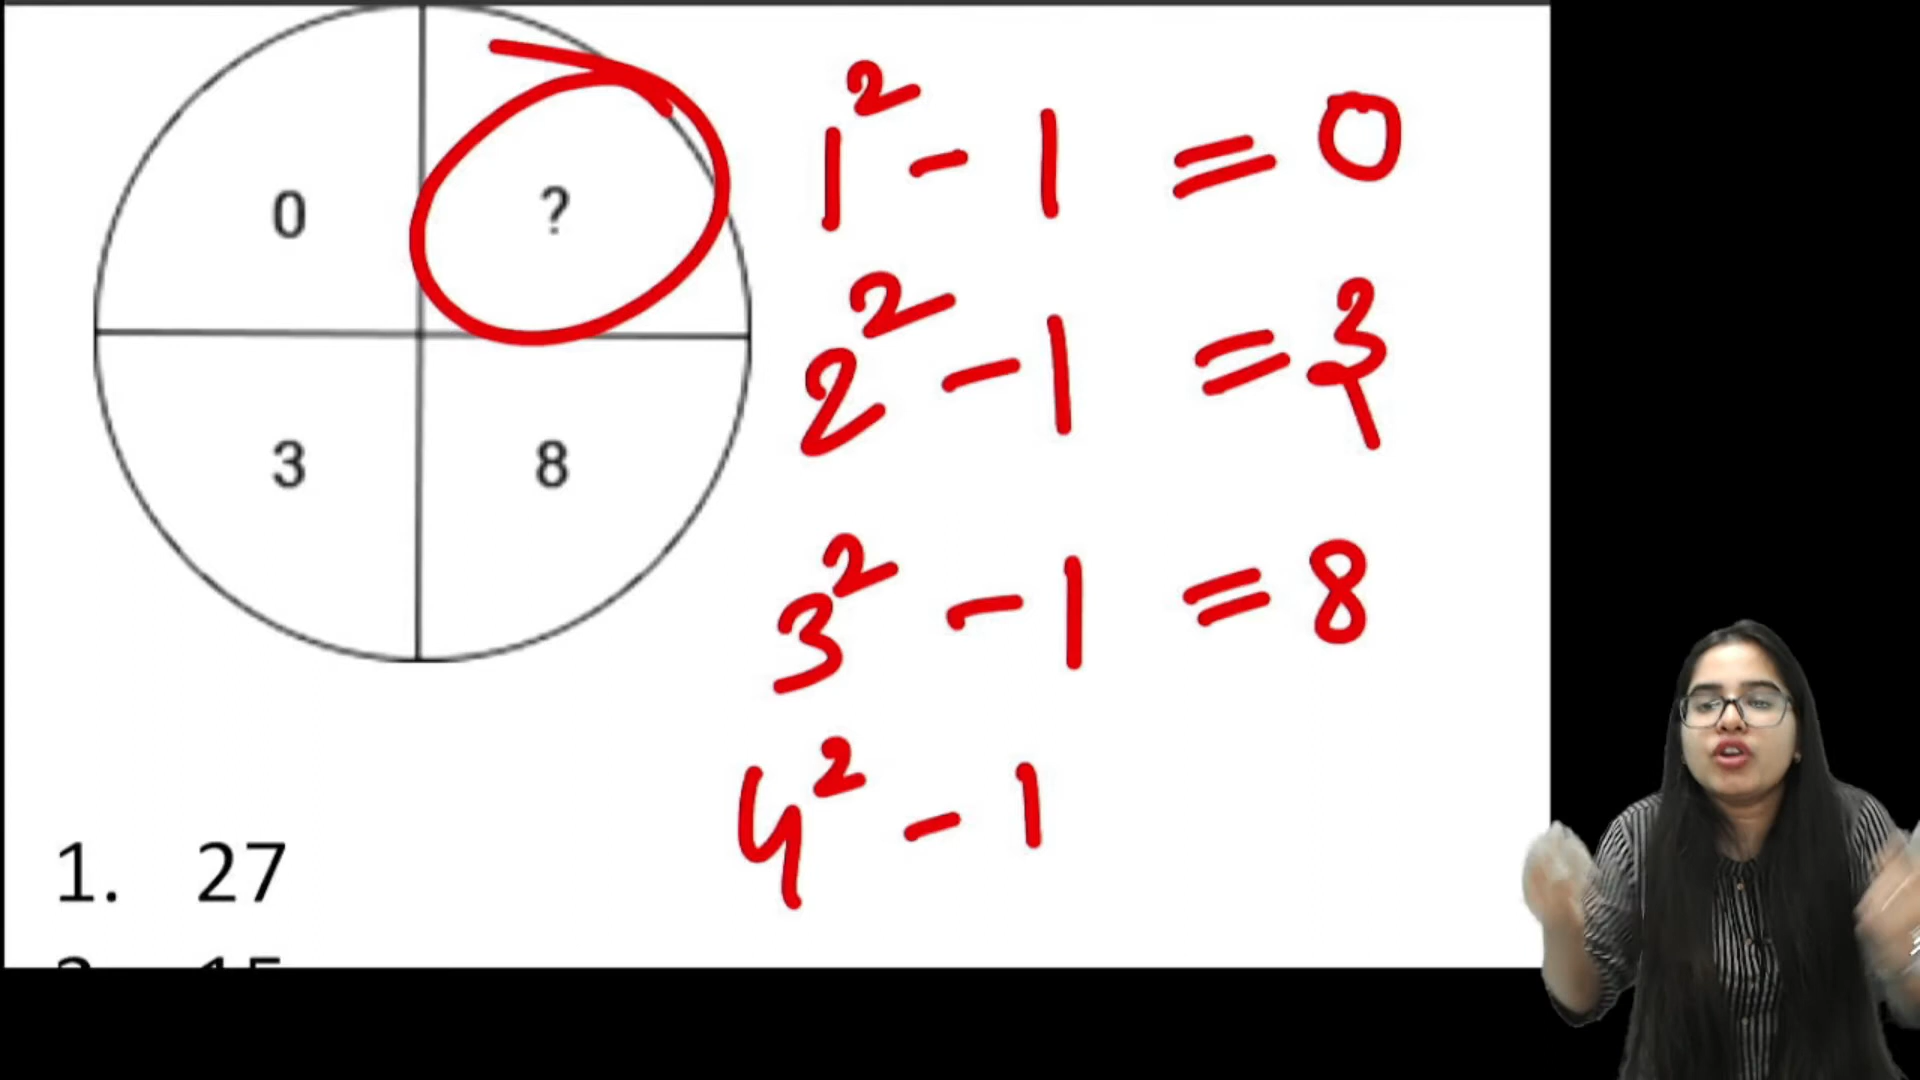 0 ?
3 8
1² - 1 = 0
2² - 1 = 3
3² - 1 = 8
4² - 1
1. 27